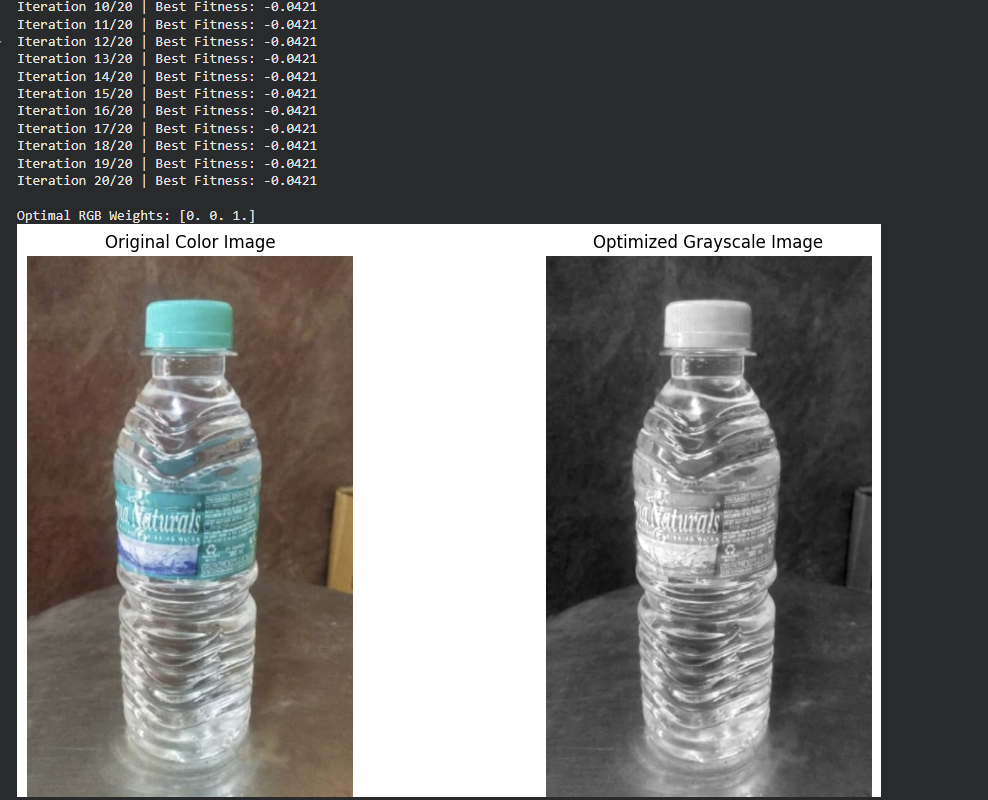 Iteration 10/20 | Best Fitness: -0.0421
Iteration 11/20 | Best Fitness: -0.0421
Iteration 12/20 | Best Fitness: -0.0421
Iteration 13/20 | Best Fitness: -0.0421
Iteration 14/20 | Best Fitness: -0.0421
Iteration 15/20 | Best Fitness: -0.0421
Iteration 16/20 | Best Fitness: -0.0421
Iteration 17/20 | Best Fitness: -0.0421
Iteration 18/20 | Best Fitness: -0.0421
Iteration 19/20 | Best Fitness: -0.0421
Iteration 20/20 | Best Fitness: -0.0421
Optimal RGB Weights: [0. 0. 1.]
Original Color Image
Optimized Grayscale Image
Naturals
Naturals